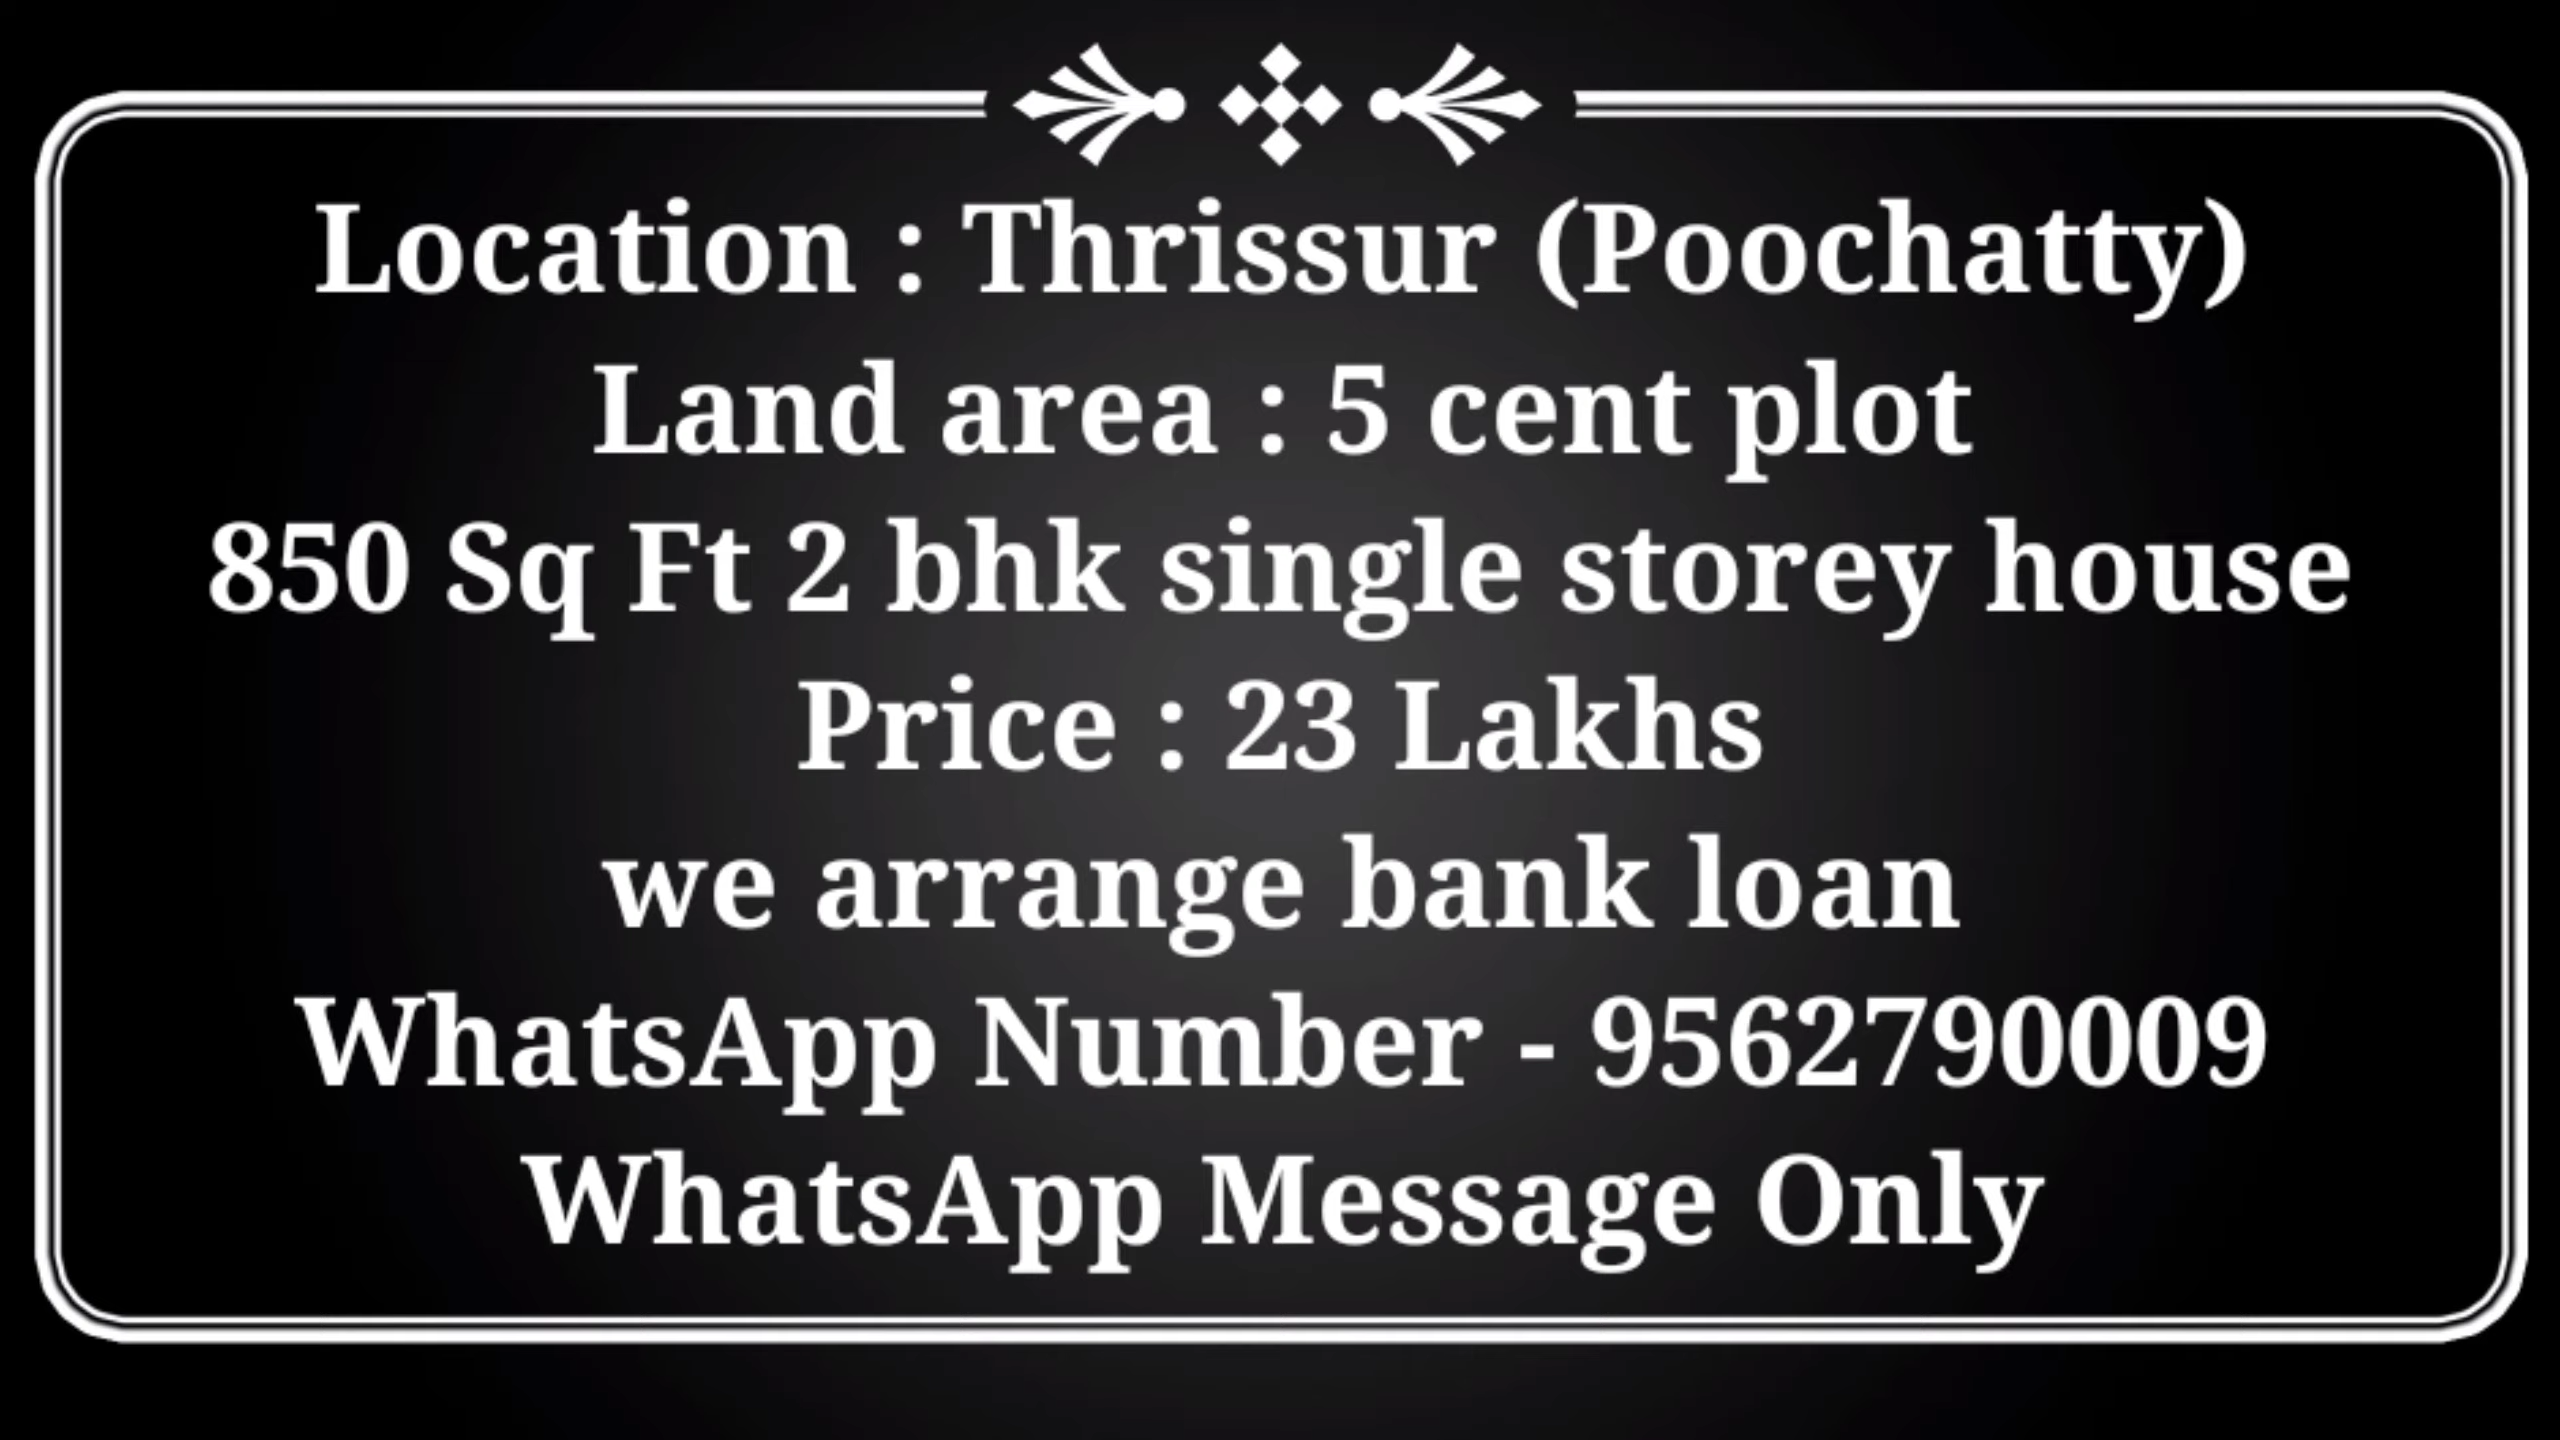 Location : Thrissur (Poochatty)
Land area : 5 cent plot
850 Sq Ft 2 bhk single storey house
Price : 23 Lakhs
we arrange bank loan
WhatsApp Number - 9562790009
WhatsApp Message Only